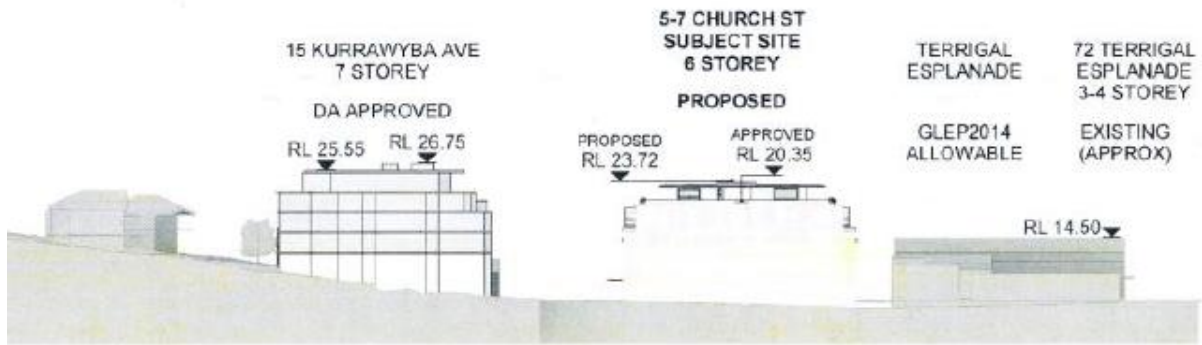 15 KURRAWYBA AVE
7 STOREY
DA APPROVED
RL 25.55
RL 26.75
5-7 CHURCH ST
SUBJECT SITE
6 STOREY
PROPOSED
PROPOSED
RL 23.72
APPROVED
RL 20.35
TERRIGAL
ESPLANADE
GLEP2014
ALLOWABLE
72 TERRIGAL
ESPLANADE
3-4 STOREY
EXISTING
(APPROX)
RL 14.50